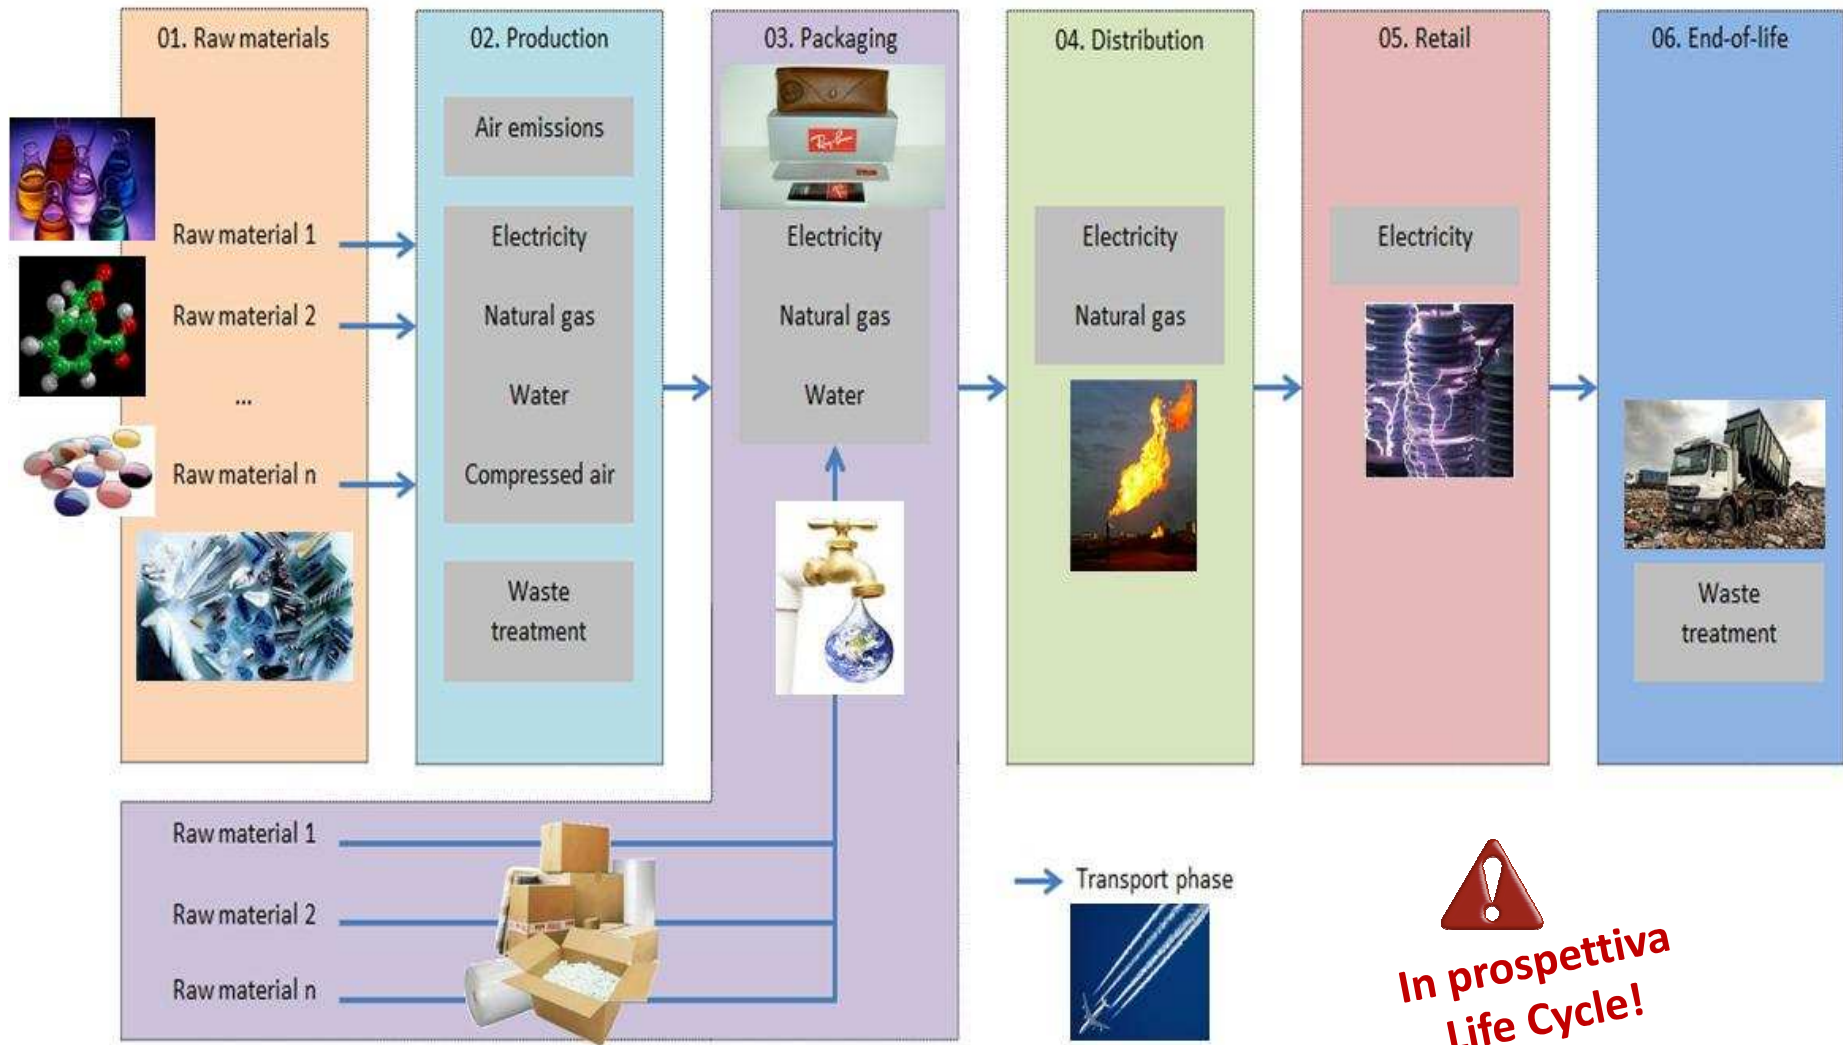 01. Raw materials
Raw material 1
Raw material 2
...
Raw material n
02. Production
Air emissions
Electricity
Natural gas
Water
Compressed air
Waste
treatment
03. Packaging
Ray-Ban
Electricity
Natural gas
Water
Raw material 1
Raw material 2
Raw material n
04. Distribution
Electricity
Natural gas
05. Retail
Electricity
06. End-of-life
Waste
treatment
Transport phase
In prospettiva
Life Cycle!